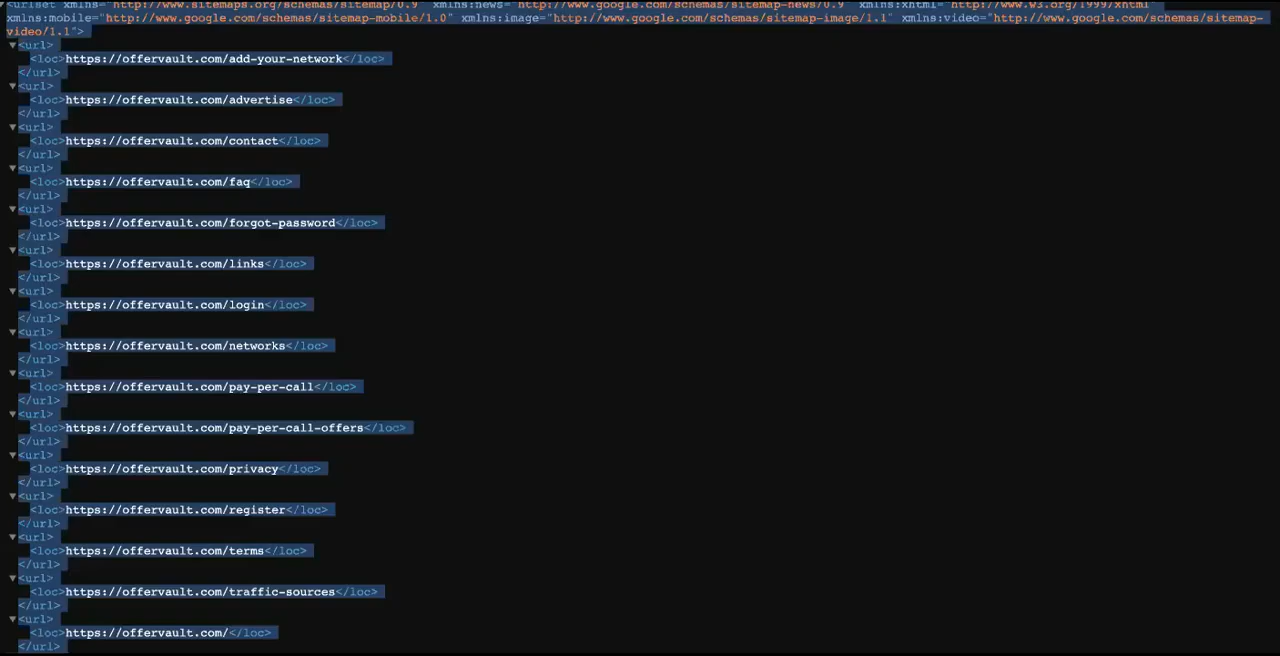 <urlset xmlns="http://www.sitemaps.org/schemas/sitemap/0.9" xmlns:news="http://www.google.com/schemas/sitemap-news/0.9" xmlns:xhtml="http://www.w3.org/1999/xhtml"
xmlns:mobile="http://www.google.com/schemas/sitemap-mobile/1.0" xmlns:image="http://www.google.com/schemas/sitemap-image/1.1" xmlns:video="http://www.google.com/schemas/sitemap-
video/1.1">
<url>
<loc>https://offervault.com/add-your-network</loc>
</url>
<url>
<loc>https://offervault.com/advertise</loc>
</url>
<url>
<loc>https://offervault.com/contact</loc>
</url>
<url>
<loc>https://offervault.com/faq</loc>
</url>
<url>
<loc>https://offervault.com/forgot-password</loc>
</url>
<url>
<loc>https://offervault.com/links</loc>
</url>
<url>
<loc>https://offervault.com/login</loc>
</url>
<url>
<loc>https://offervault.com/networks</loc>
</url>
<url>
<loc>https://offervault.com/pay-per-call</loc>
</url>
<url>
<loc>https://offervault.com/pay-per-call-offers</loc>
</url>
<url>
<loc>https://offervault.com/privacy</loc>
</url>
<url>
<loc>https://offervault.com/register</loc>
</url>
<url>
<loc>https://offervault.com/terms</loc>
</url>
<url>
<loc>https://offervault.com/traffic-sources</loc>
</url>
<url>
<loc>https://offervault.com/</loc>
</url>